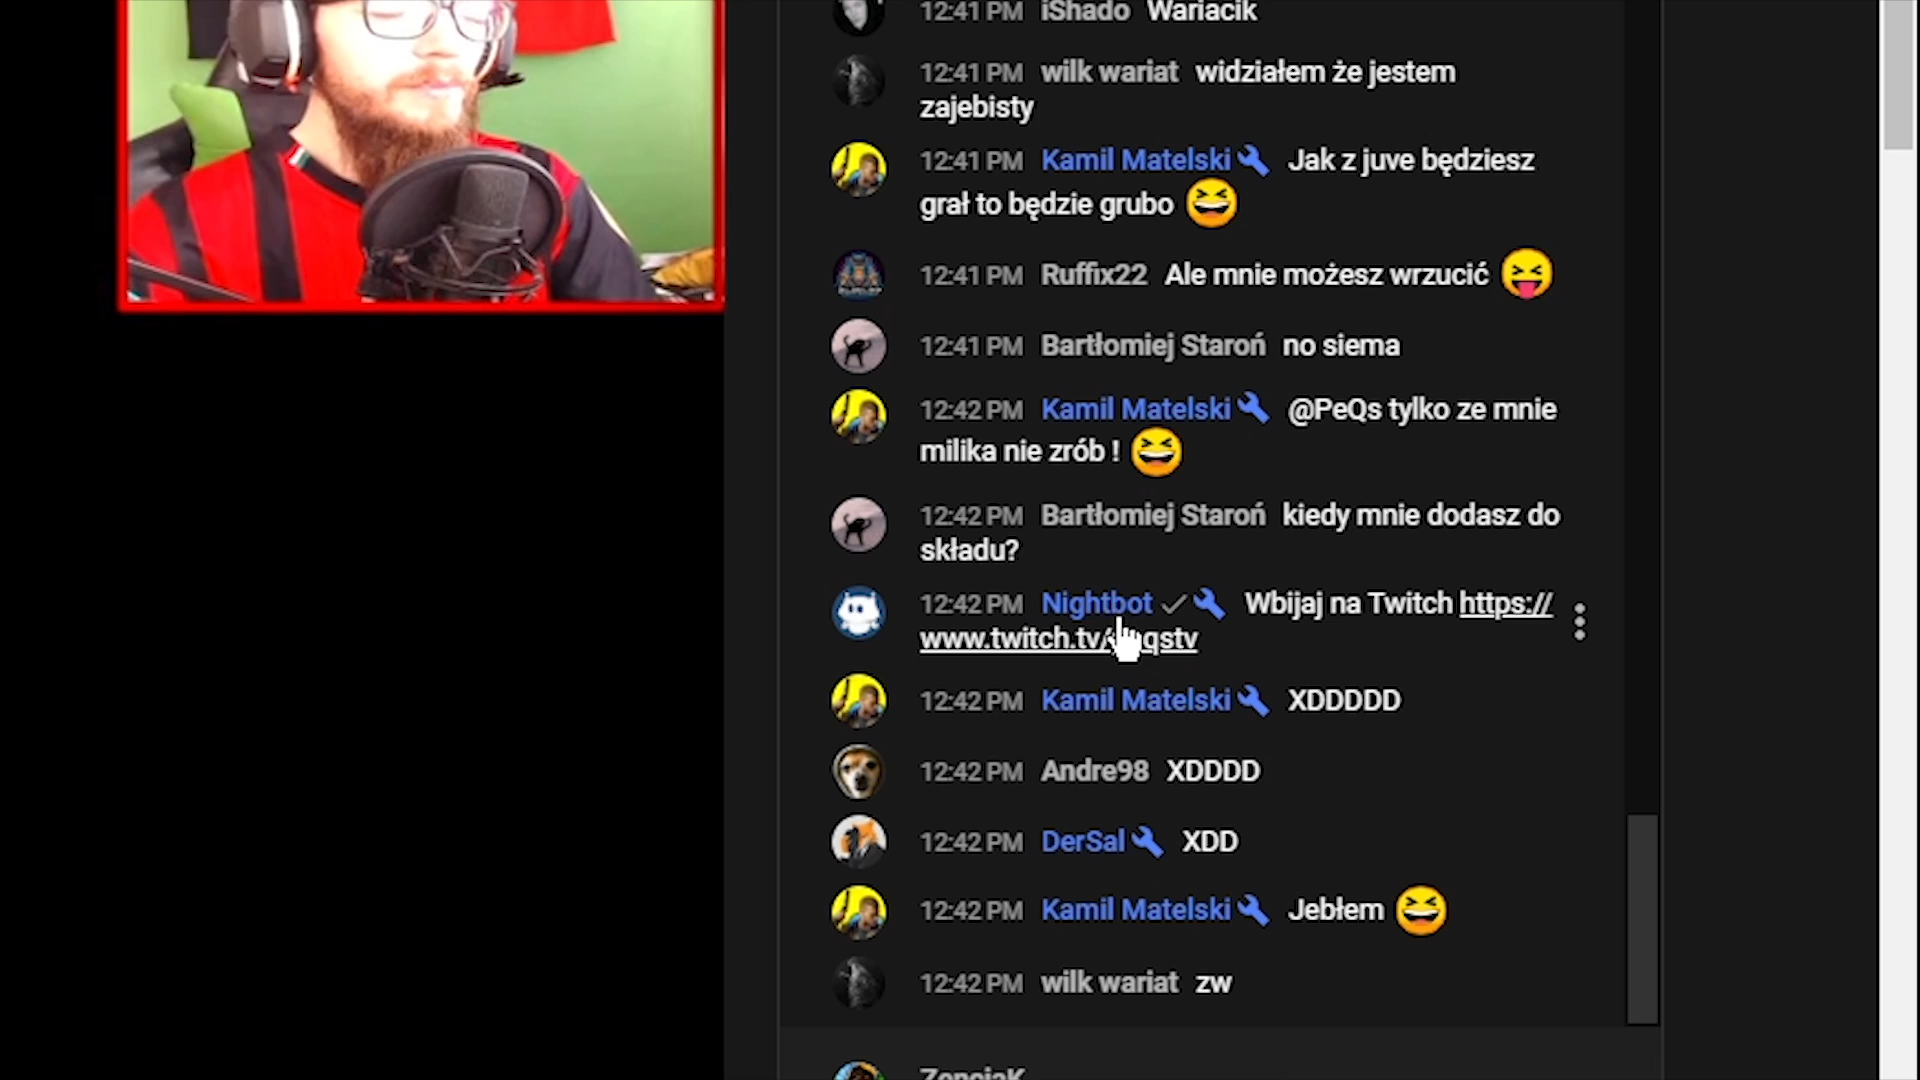 12:41 PM iShado Wariacik
12:41 PM wilk wariat widziałem że jestem
zajebisty
12:41 PM Kamil Matelski Jak z juve będziesz
grał to będzie grubo
12:41 PM Ruffix22 Ale mnie możesz wrzucić
12:41 PM Bartłomiej Staroń no siema
12:42 PM Kamil Matelski @PeQs tylko ze mnie
milika nie zrób !
12:42 PM Bartłomiej Staroń kiedy mnie dodasz do
składu?
12:42 PM Nightbot Wbijaj na Twitch https://
www.twitch.tv/
12:42 PM Kamil Matelski XDDDDD
12:42 PM Andre98 XDDDD
12:42 PM DerSal XDD
12:42 PM Kamil Matelski Jebłem
12:42 PM wilk wariat zw